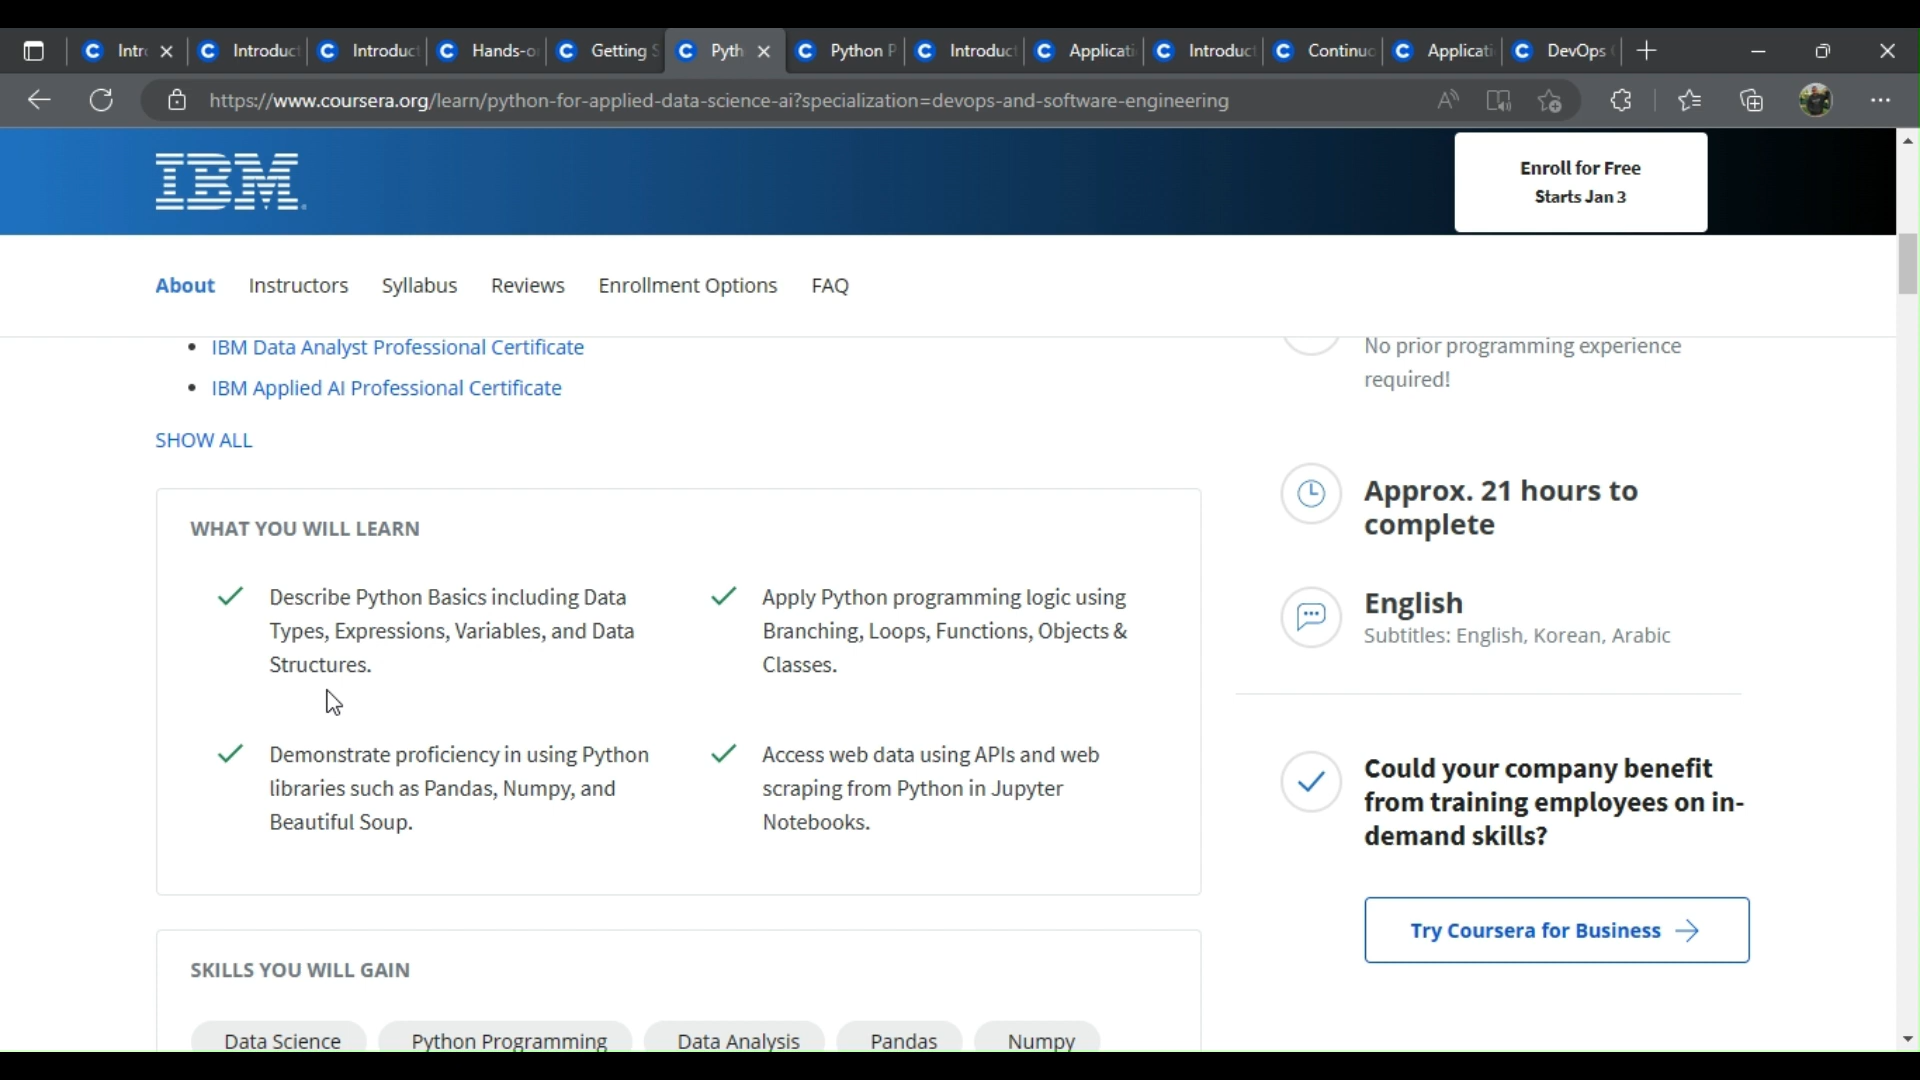 Intr
Introduct
Introduct
Hands-o
Getting S
Pyth
Python P
Introduct
Applicati
Introduct
Continuo
Applicati
DevOps
https://www.coursera.org/learn/python-for-applied-data-science-ai?specialization=devops-and-software-engineering
IBM
Enroll for Free
Starts Jan 3
About Instructors Syllabus Reviews Enrollment Options FAQ
IBM Data Analyst Professional Certificate
IBM Applied AI Professional Certificate
SHOW ALL
WHAT YOU WILL LEARN
Describe Python Basics including Data
Types, Expressions, Variables, and Data
Structures.
Apply Python programming logic using
Branching, Loops, Functions, Objects &
Classes.
Demonstrate proficiency in using Python
libraries such as Pandas, Numpy, and
Beautiful Soup.
Access web data using APIs and web
scraping from Python in Jupyter
Notebooks.
SKILLS YOU WILL GAIN
Data Science Python Programming Data Analysis Pandas Numpy
No prior programming experience
required!
Approx. 21 hours to
complete
English
Subtitles: English, Korean, Arabic
Could your company benefit
from training employees on in-
demand skills?
Try Coursera for Business